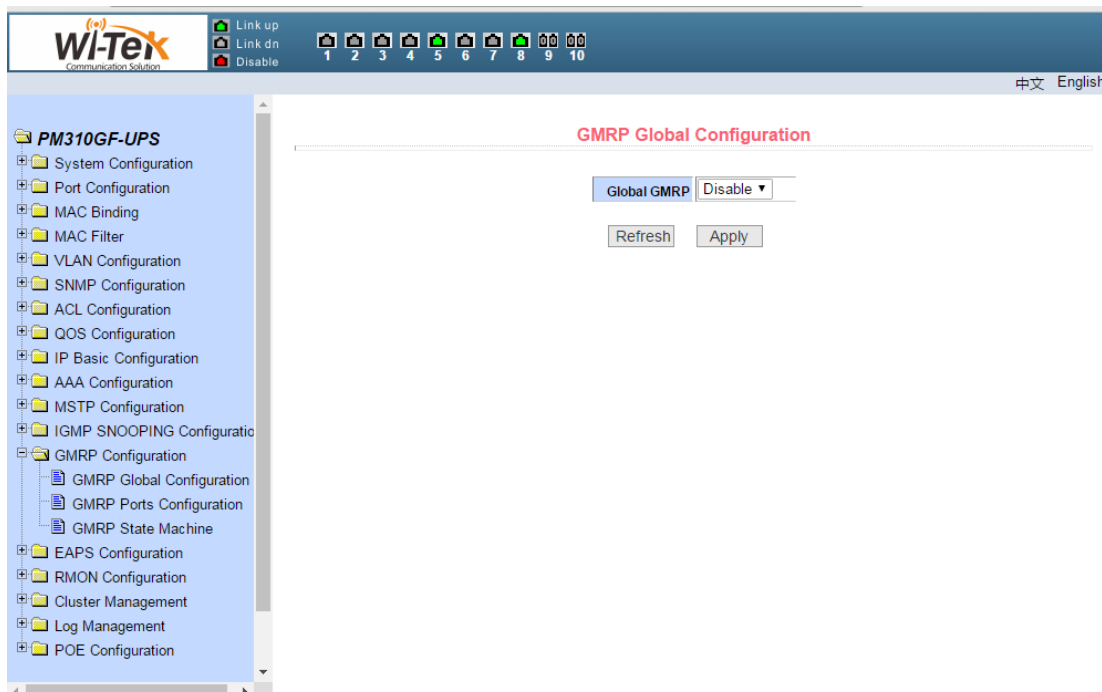 Wi-Tek
Communication Solution
Link up
Link dn
Disable
1 2 3 4 5 6 7 8 9 10
中文 English
PM310GF-UPS
System Configuration
Port Configuration
MAC Binding
MAC Filter
VLAN Configuration
SNMP Configuration
ACL Configuration
QOS Configuration
IP Basic Configuration
AAA Configuration
MSTP Configuration
IGMP SNOOPING Configuratio
GMRP Configuration
GMRP Global Configuration
GMRP Ports Configuration
GMRP State Machine
EAPS Configuration
RMON Configuration
Cluster Management
Log Management
POE Configuration
GMRP Global Configuration
Global GMRP Disable
Refresh Apply